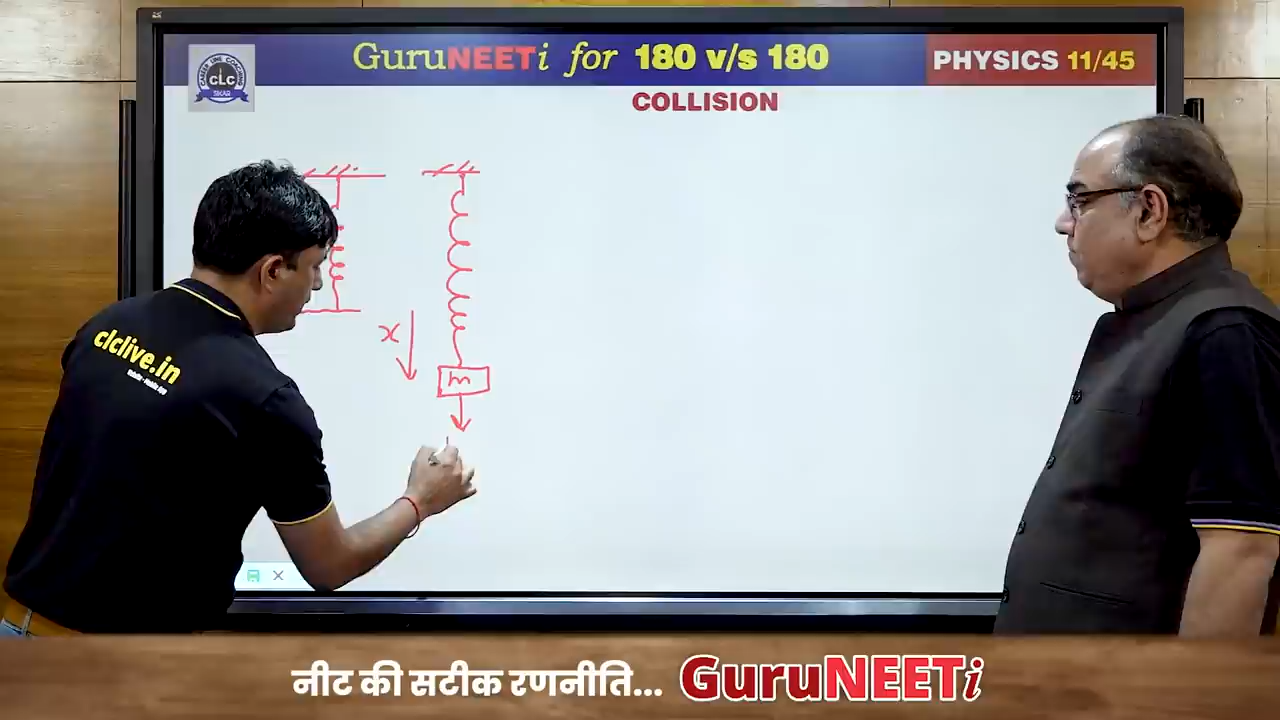 GuruNEETi for 180 v/s 180
PHYSICS 11/45
CAREER LINE COACHING
CLC
SIKAR
COLLISION
x
m
clclive.in
नीट की सटीक रणनीति... GuruNEETi